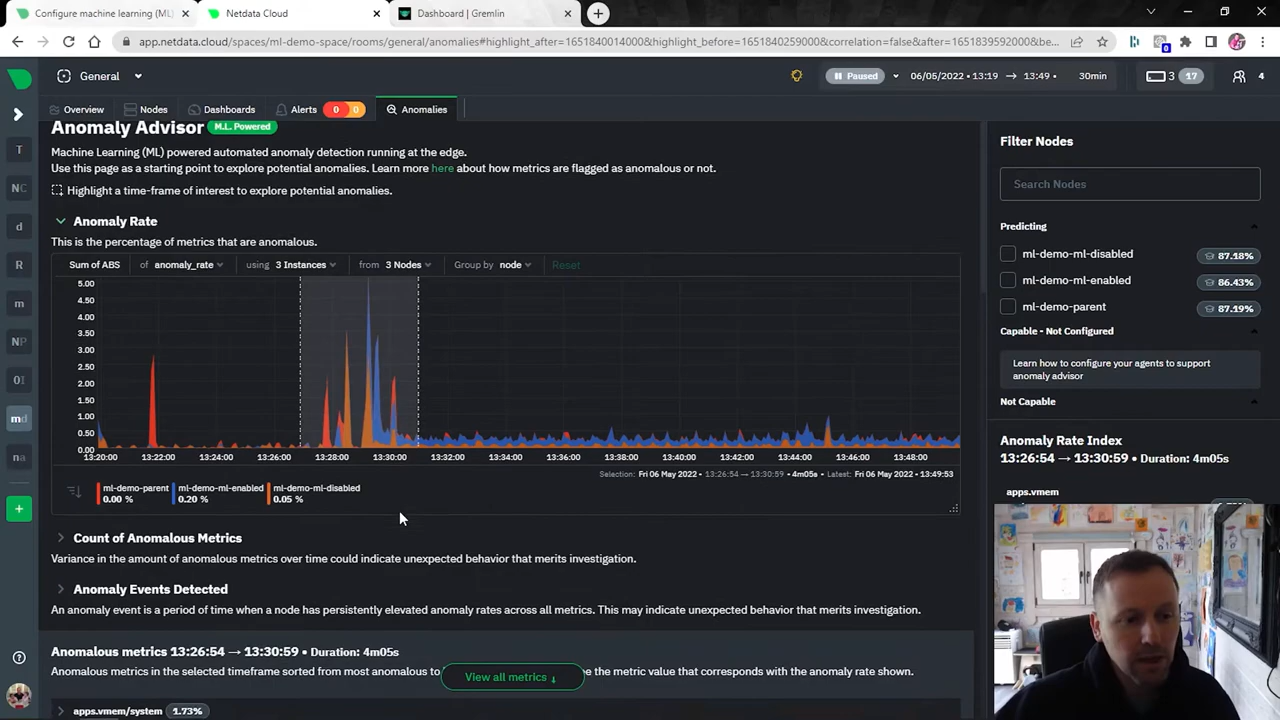 Configure machine learning (ML)
Netdata Cloud
Dashboard | Gremlin
app.netdata.cloud/spaces/ml-demo-space/rooms/general/anomalies#highlight_after=1651840014000&highlight_before=1651840259000&correlation=false&after=1651839592000&be...
General
Paused
06/05/2022 • 13:19 → 13:49
30min
3
17
4
Overview
Nodes
Dashboards
Alerts
0
0
Anomalies
Anomaly Advisor
M.L. Powered
Machine Learning (ML) powered automated anomaly detection running at the edge.
Use this page as a starting point to explore potential anomalies. Learn more here about how metrics are flagged as anomalous or not.
Highlight a time-frame of interest to explore potential anomalies.
Anomaly Rate
This is the percentage of metrics that are anomalous.
Sum of ABS of anomaly_rate using 3 Instances from 3 Nodes Group by node Reset
5.00
4.50
4.00
3.50
3.00
2.50
2.00
1.50
1.00
0.50
0.00
13:20:00 13:22:00 13:24:00 13:26:00 13:28:00 13:30:00 13:32:00 13:34:00 13:36:00 13:38:00 13:40:00 13:42:00 13:44:00 13:46:00 13:48:00
Selection: Fri 06 May 2022 • 13:26:54 → 13:30:59 • 4m05s • Latest: Fri 06 May 2022 • 13:49:53
ml-demo-parent
0.00 %
ml-demo-ml-enabled
0.20 %
ml-demo-ml-disabled
0.05 %
Count of Anomalous Metrics
Variance in the amount of anomalous metrics over time could indicate unexpected behavior that merits investigation.
Anomaly Events Detected
An anomaly event is a period of time when a node has persistently elevated anomaly rates across all metrics. This may indicate unexpected behavior that merits investigation.
Anomalous metrics 13:26:54 → 13:30:59 • Duration: 4m05s
Anomalous metrics in the selected timeframe sorted from most anomalous to
the metric value that corresponds with the anomaly rate shown.
View all metrics ↓
apps.vmem/system
1.73%
Filter Nodes
Search Nodes
Predicting
ml-demo-ml-disabled
87.18%
ml-demo-ml-enabled
86.43%
ml-demo-parent
87.19%
Capable - Not Configured
Learn how to configure your agents to support
anomaly advisor
Not Capable
Anomaly Rate Index
13:26:54 → 13:30:59 • Duration: 4m05s
apps.vmem
T
NC
d
R
m
NP
0I
md
na
0